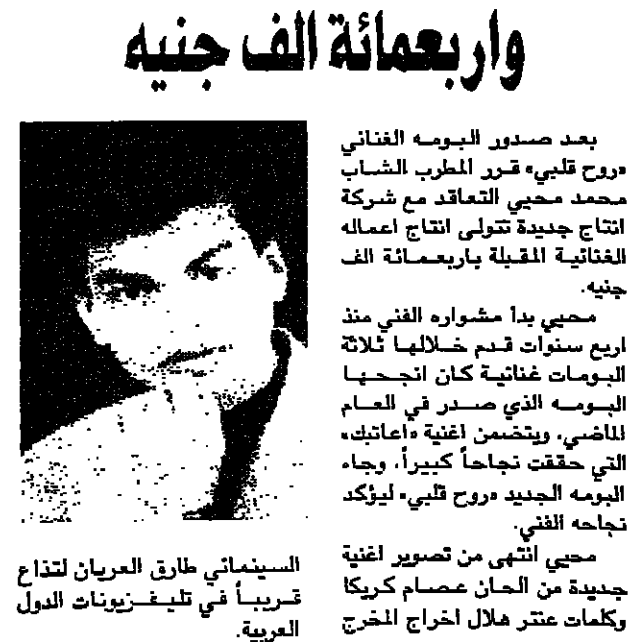 واربعمائة الف جنيه
بعد صدور البومه الغنائي
«روح قلبي» قرر المطرب الشاب
محمد محيي التعاقد مع شركة
انتاج جديدة تتولى انتاج اعماله
الغنائية المقبلة باربعمائة الف
جنيه.
محيي بدأ مشواره الفني منذ
اربع سنوات قدم خلالها ثلاثة
البومات غنائية كان انجحها
البومه الذي صدر في العام
الماضي، ويتضمن اغنية «اعاتبك»
التي حققت نجاحاً كبيراً، وجاء
البومه الجديد «روح قلبي» ليؤكد
نجاحه الفني.
محيي انتهى من تصوير اغنية
جديدة من الحان عصام كريكا
وكلمات عنتر هلال اخراج المخرج
السينمائي طارق العريان لتذاع
قريباً في تليفزيونات الدول
العربية.